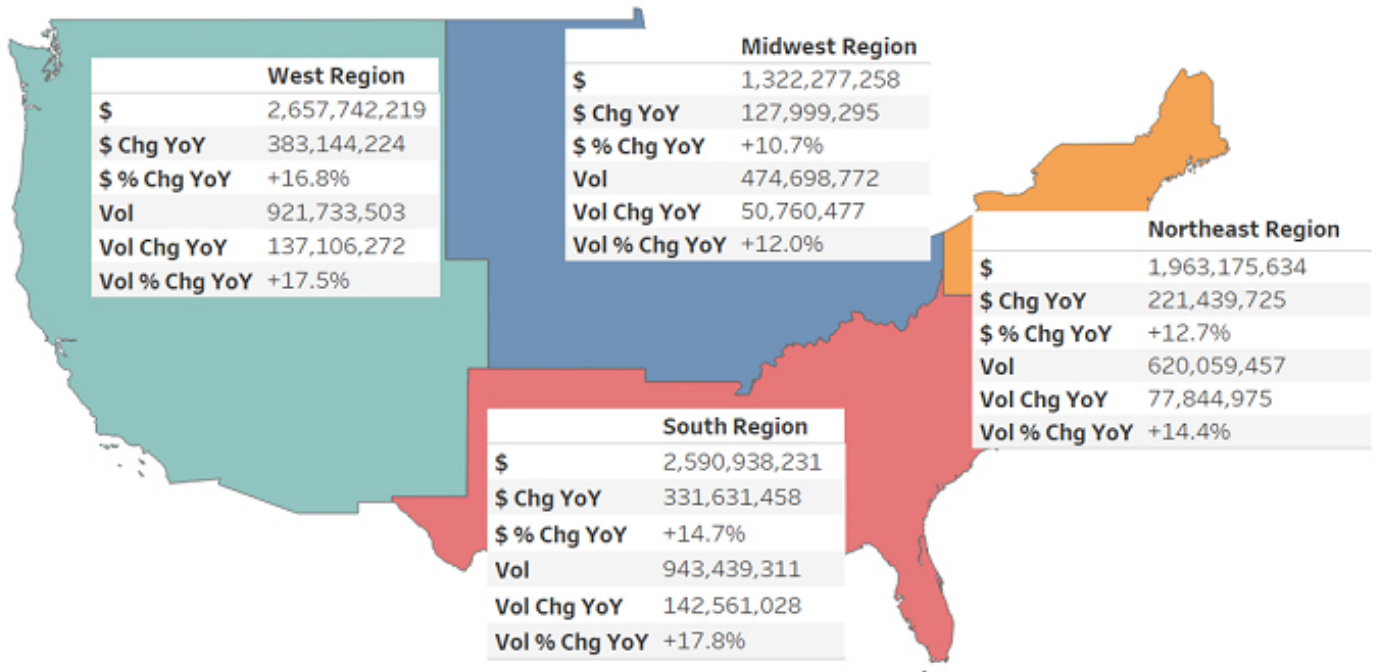 West Region
$ 2,657,742,219
$ Chg YoY 383,144,224
$ % Chg YoY +16.8%
Vol 921,733,503
Vol Chg YoY 137,106,272
Vol % Chg YoY +17.5%
Midwest Region
$ 1,322,277,258
$ Chg YoY 127,999,295
$ % Chg YoY +10.7%
Vol 474,698,772
Vol Chg YoY 50,760,477
Vol % Chg YoY +12.0%
Northeast Region
$ 1,963,175,634
$ Chg YoY 221,439,725
$ % Chg YoY +12.7%
Vol 620,059,457
Vol Chg YoY 77,844,975
Vol % Chg YoY +14.4%
South Region
$ 2,590,938,231
$ Chg YoY 331,631,458
$ % Chg YoY +14.7%
Vol 943,439,311
Vol Chg YoY 142,561,028
Vol % Chg YoY +17.8%